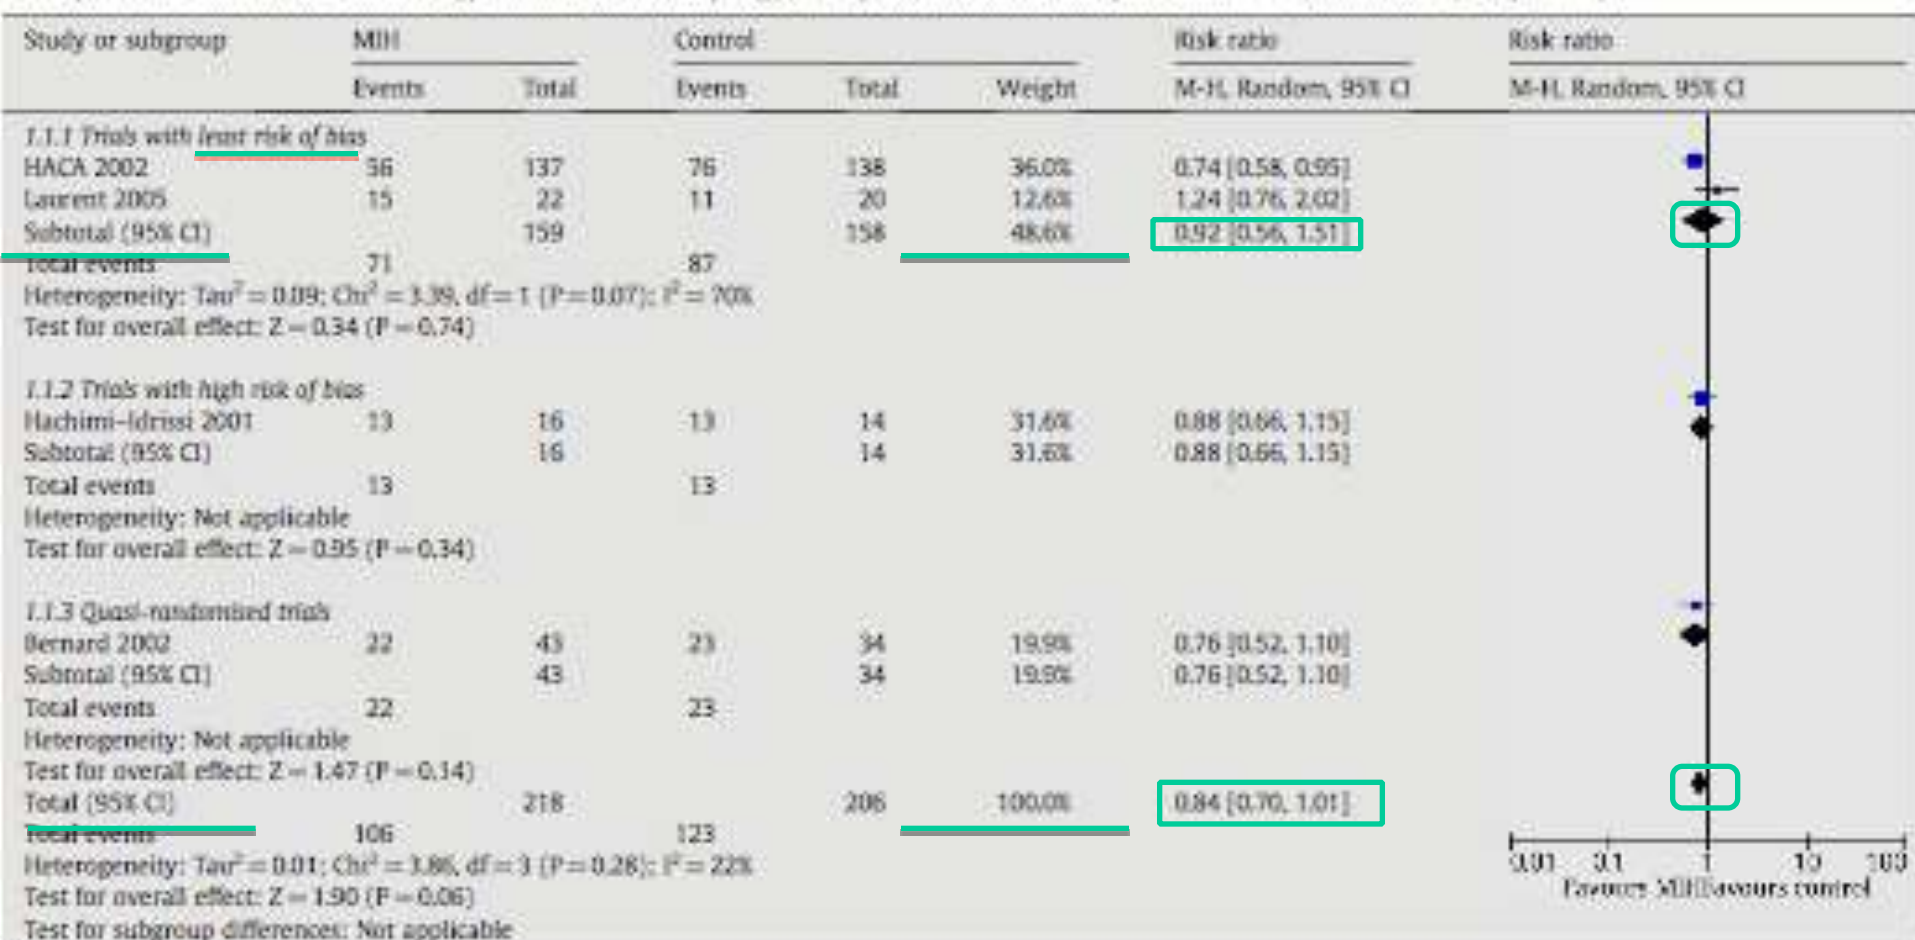 Study or subgroup MIH Control Risk ratio Risk ratio
Events Total Events Total Weight M-H, Random, 95% CI M-H, Random, 95% CI
1.1.1 Trials with least risk of bias
HACA 2002 56 137 76 138 36.0% 0.74 [0.58, 0.95]
Laurent 2005 15 22 11 20 12.6% 1.24 [0.76, 2.02]
Subtotal (95% CI) 159 158 48.6% 0.92 [0.56, 1.51]
Total events 71 87
Heterogeneity: Tau² = 0.09; Chi² = 3.39, df = 1 (P = 0.07); I² = 70%
Test for overall effect: Z = 0.34 (P = 0.74)
1.1.2 Trials with high risk of bias
Hachimi-Idrissi 2001 13 16 13 14 31.6% 0.88 [0.66, 1.15]
Subtotal (95% CI) 16 14 31.6% 0.88 [0.66, 1.15]
Total events 13 13
Heterogeneity: Not applicable
Test for overall effect: Z = 0.95 (P = 0.34)
1.1.3 Quasi-randomised trials
Bernard 2002 22 43 23 34 19.9% 0.76 [0.52, 1.10]
Subtotal (95% CI) 43 34 19.9% 0.76 [0.52, 1.10]
Total events 22 23
Heterogeneity: Not applicable
Test for overall effect: Z = 1.47 (P = 0.14)
Total (95% CI) 218 206 100.0% 0.84 [0.70, 1.01]
Total events 106 123
Heterogeneity: Tau² = 0.01; Chi² = 3.86, df = 3 (P = 0.28); I² = 22%
Test for overall effect: Z = 1.90 (P = 0.06)
Test for subgroup differences: Not applicable
0.01 0.1 1 10 100
Favours MIH Favours control